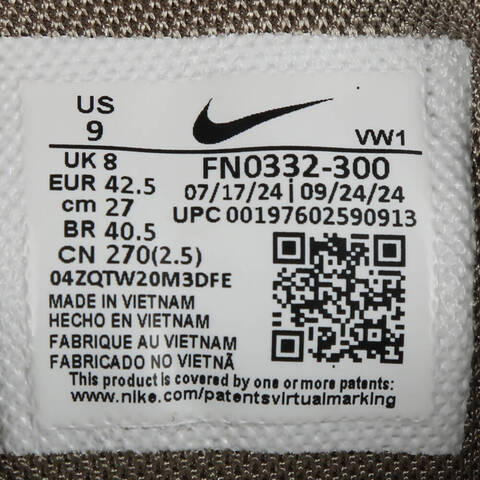 US
9
VW1
UK 8
EUR 42.5
cm 27
BR 40.5
CN 270(2.5)
FN0332-300
07/17/24 | 09/24/24
UPC 00197602590913
04ZQTW20M3DFE
MADE IN VIETNAM
HECHO EN VIETNAM
FABRIQUE AU VIETNAM
FABRICADO NO VIETNÃ
This product is covered by one or more patents:
www.nike.com/patentsvirtualmarking